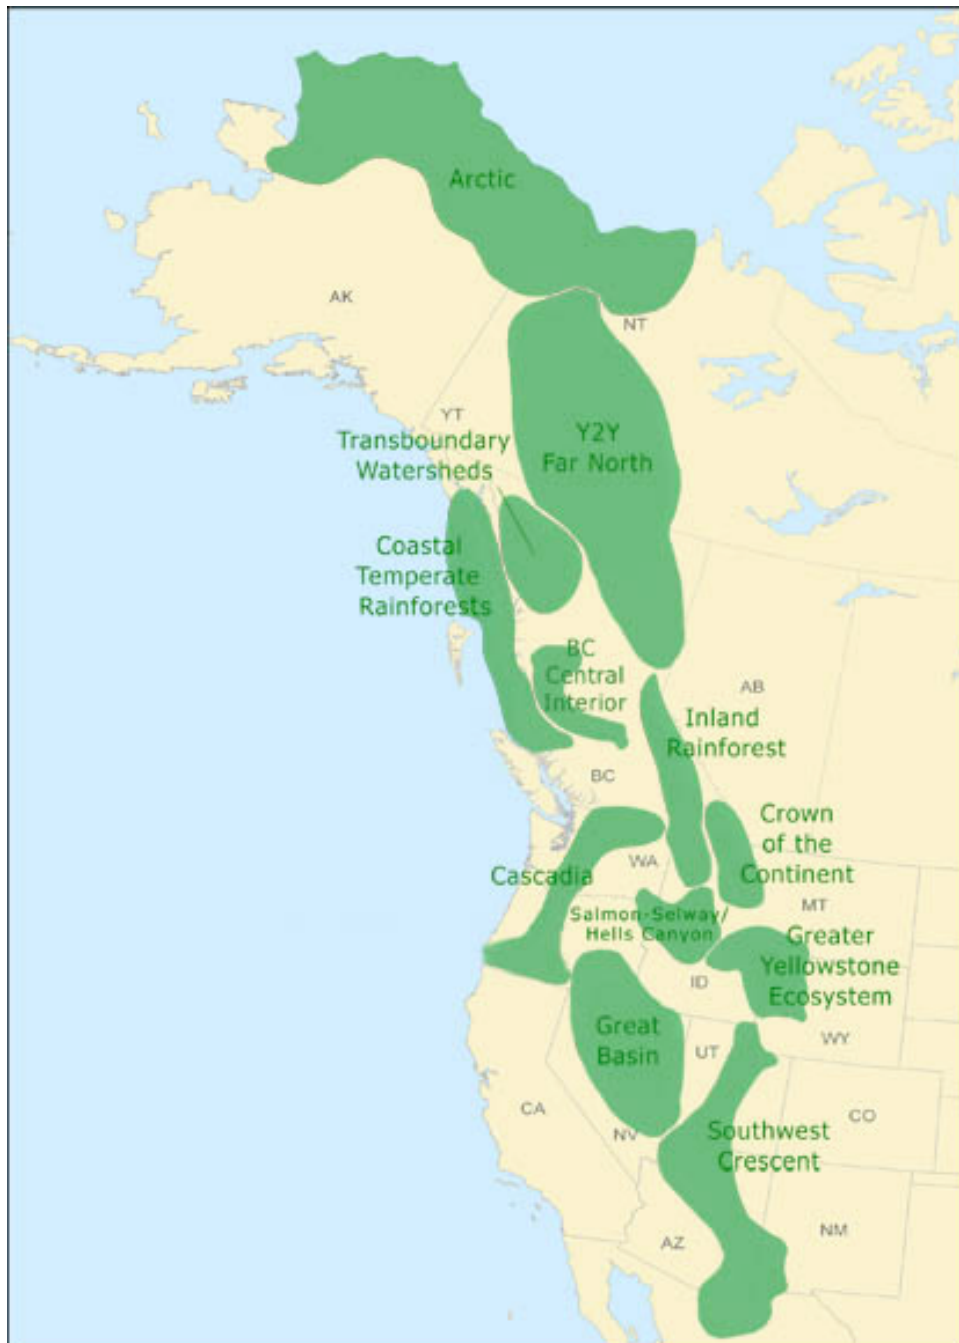 Arctic
AK
NT
YT
Transboundary
Watersheds
Y2Y
Far North
Coastal
Temperate
Rainforests
BC
Central
Interior
AB
Inland
Rainforest
BC
Crown
of the
Continent
WA
Cascadia
MT
Salmon-Selway/
Hells Canyon
Greater
Yellowstone
Ecosystem
ID
Great
Basin
WY
UT
CA
NV
CO
Southwest
Crescent
AZ
NM